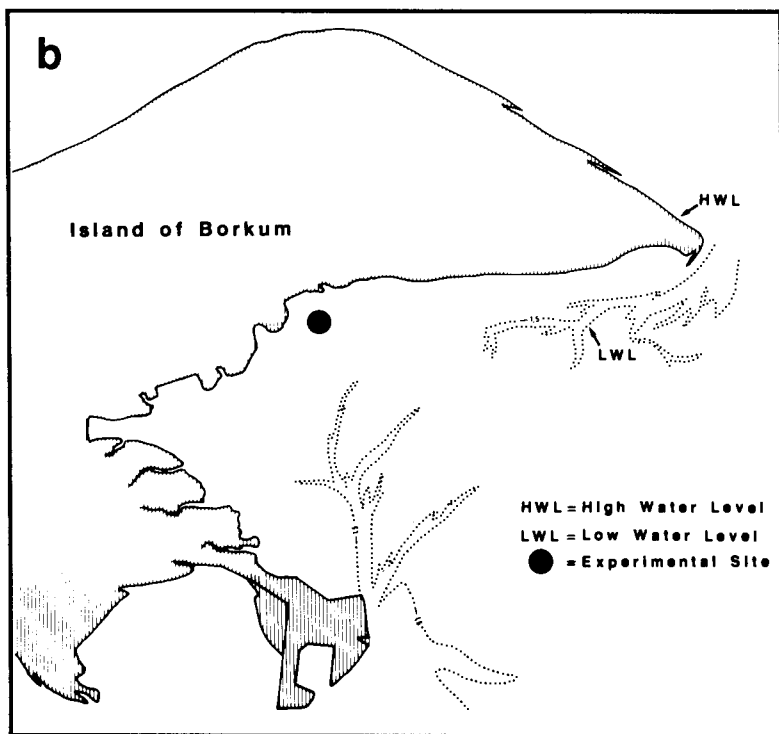 b
HWL
Island of Borkum
LWL
HWL = High Water Level
LWL = Low Water Level
= Experimental Site